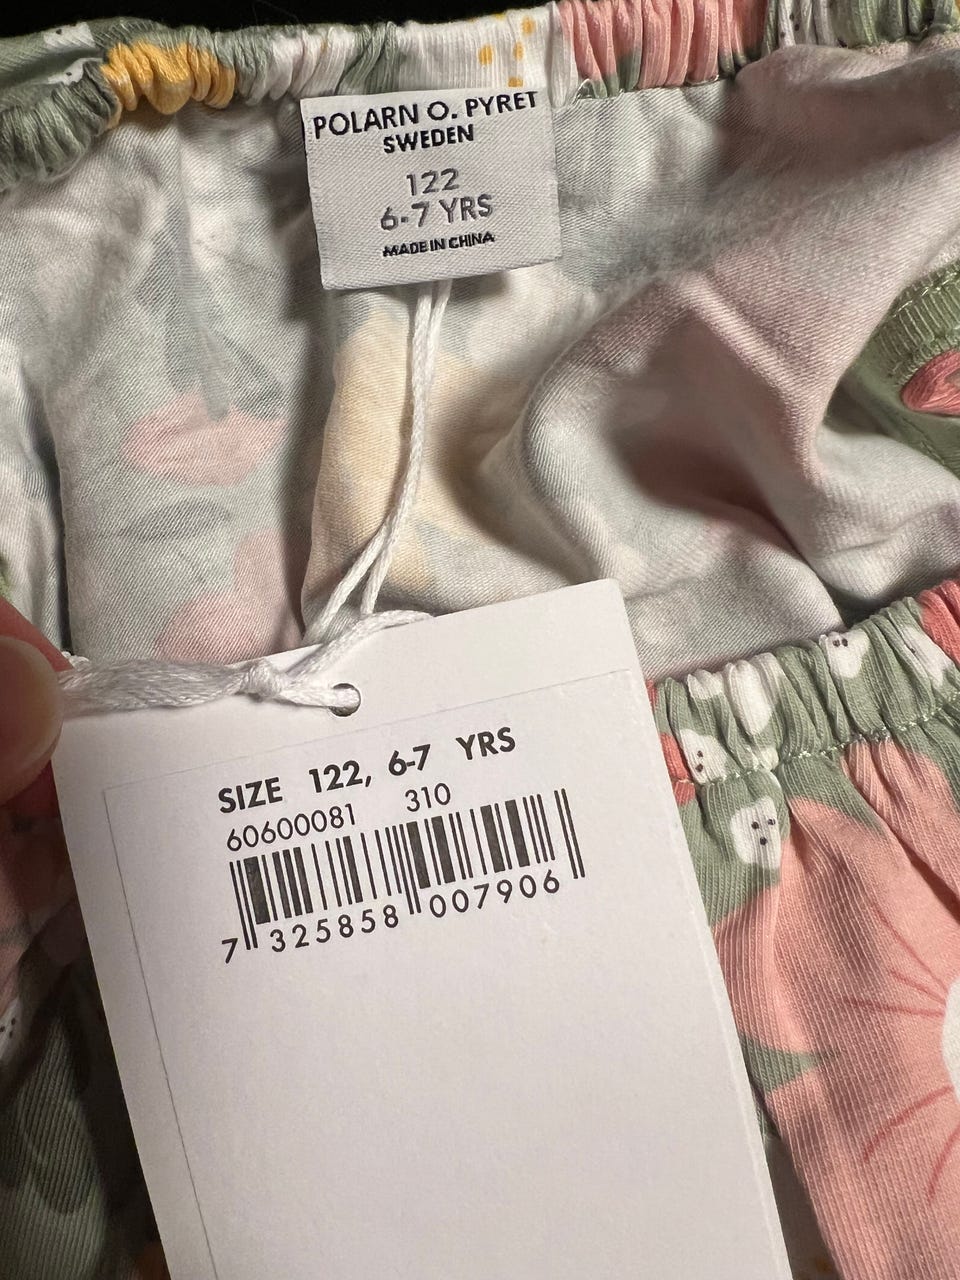 POLARN O. PYRET
SWEDEN
122
6-7 YRS
MADE IN CHINA
SIZE 122, 6-7 YRS
60600081 310
7 325858 007906